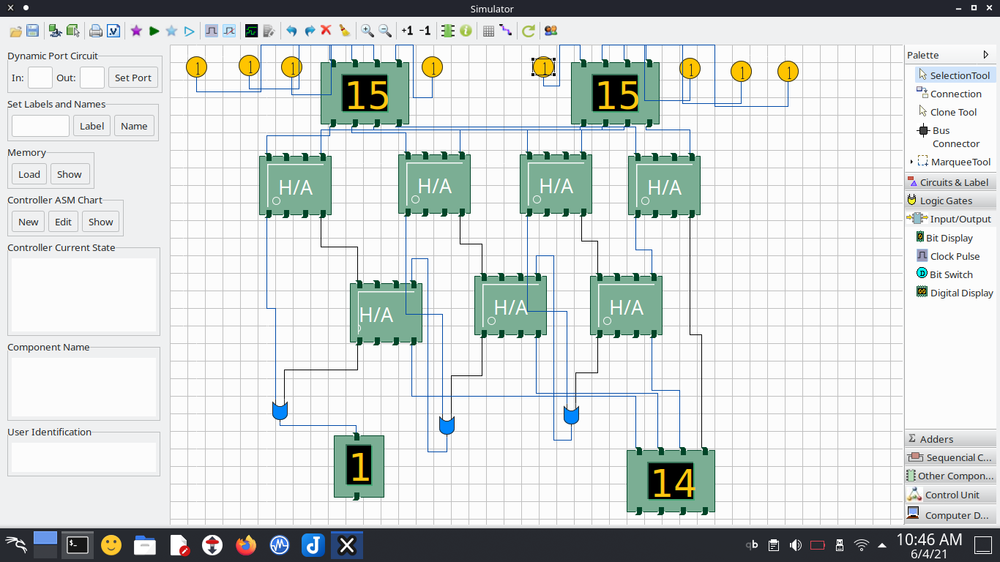 Simulator
+1 -1
Dynamic Port Circuit
In: Out: Set Port
Set Labels and Names
Label Name
Memory
Load Show
Controller ASM Chart
New Edit Show
Controller Current State
Component Name
User Identification
1 1 1 15 1 1 15 1 1 1
H/A H/A H/A H/A
H/A H/A H/A
1 14
Palette
SelectionTool
Connection
Clone Tool
Bus
Connector
MarqueeTool
Circuits & Label
Logic Gates
Input/Output
Bit Display
Clock Pulse
Bit Switch
Digital Display
Adders
Sequential C...
Other Compon...
Control Unit
Computer D...
qb
10:46 AM
6/4/21